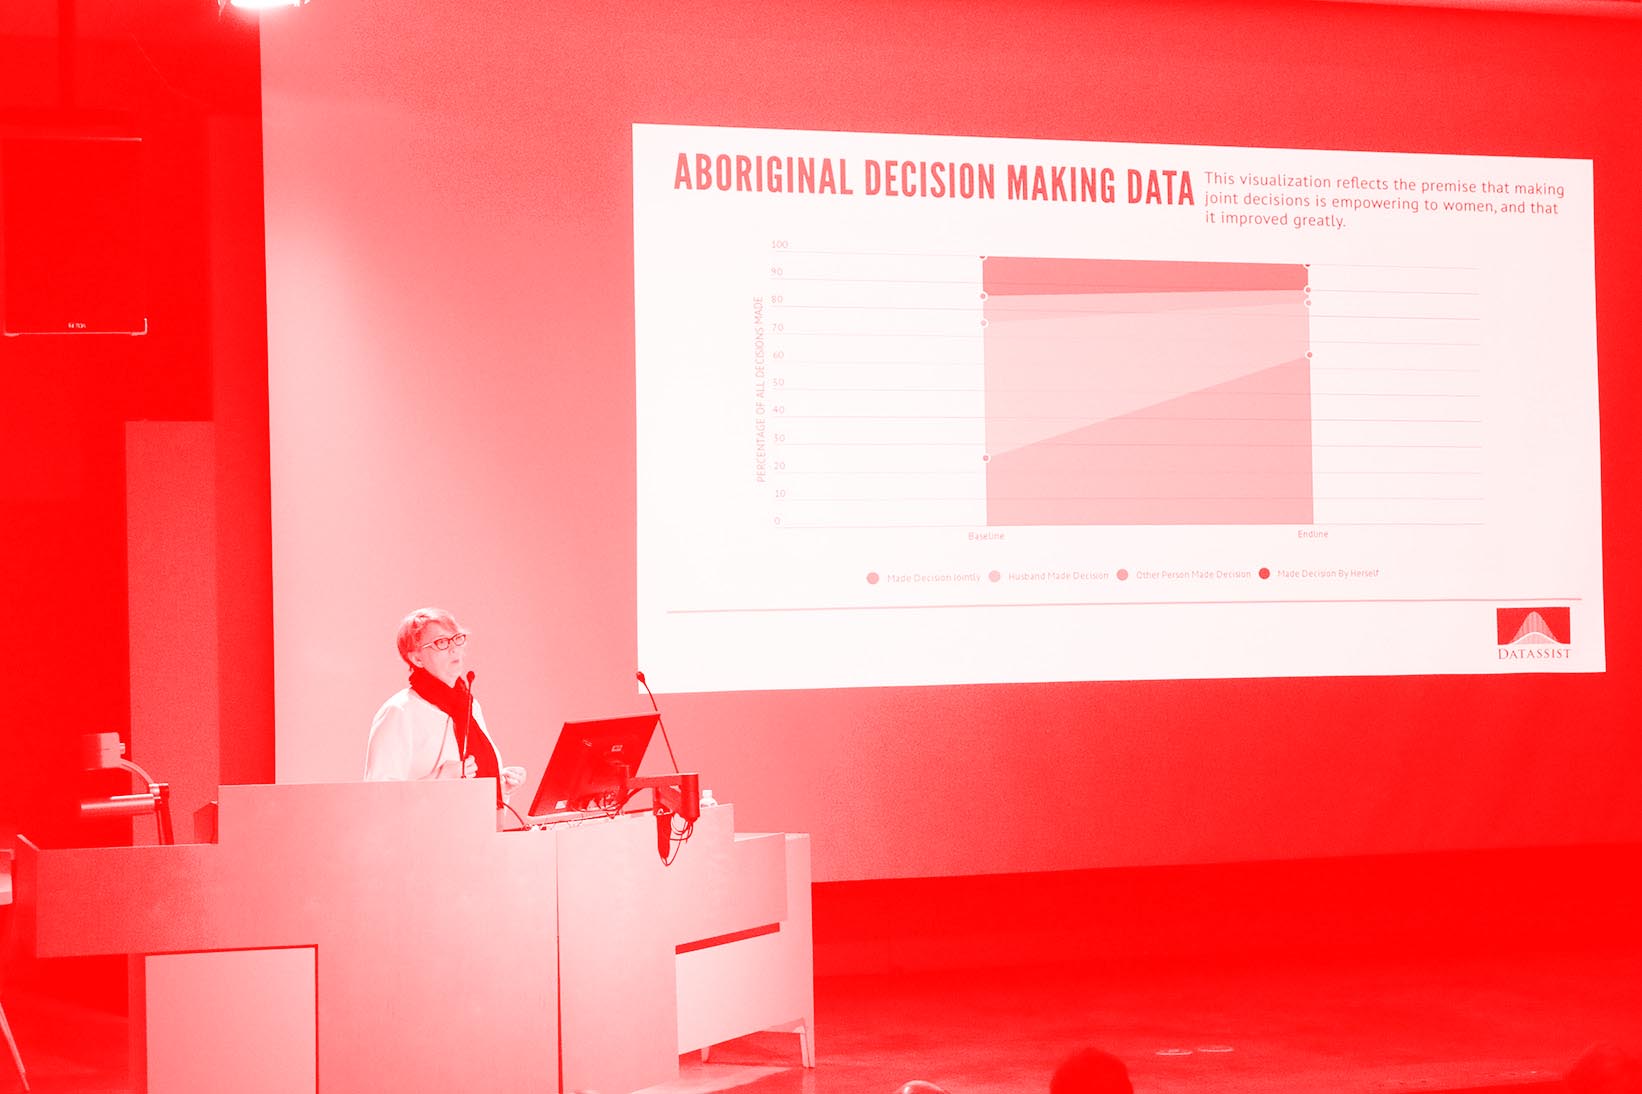 ABORIGINAL DECISION MAKING DATA
This visualization reflects the premise that making
joint decisions is empowering to women, and that
it improved greatly.
100
90
80
70
60
50
40
30
20
10
0
PERCENTAGE OF ALL DECISIONS MADE
Baseline
Endline
Made Decision Jointly
Husband Made Decision
Other Person Made Decision
Made Decision By Herself
DATASSIST